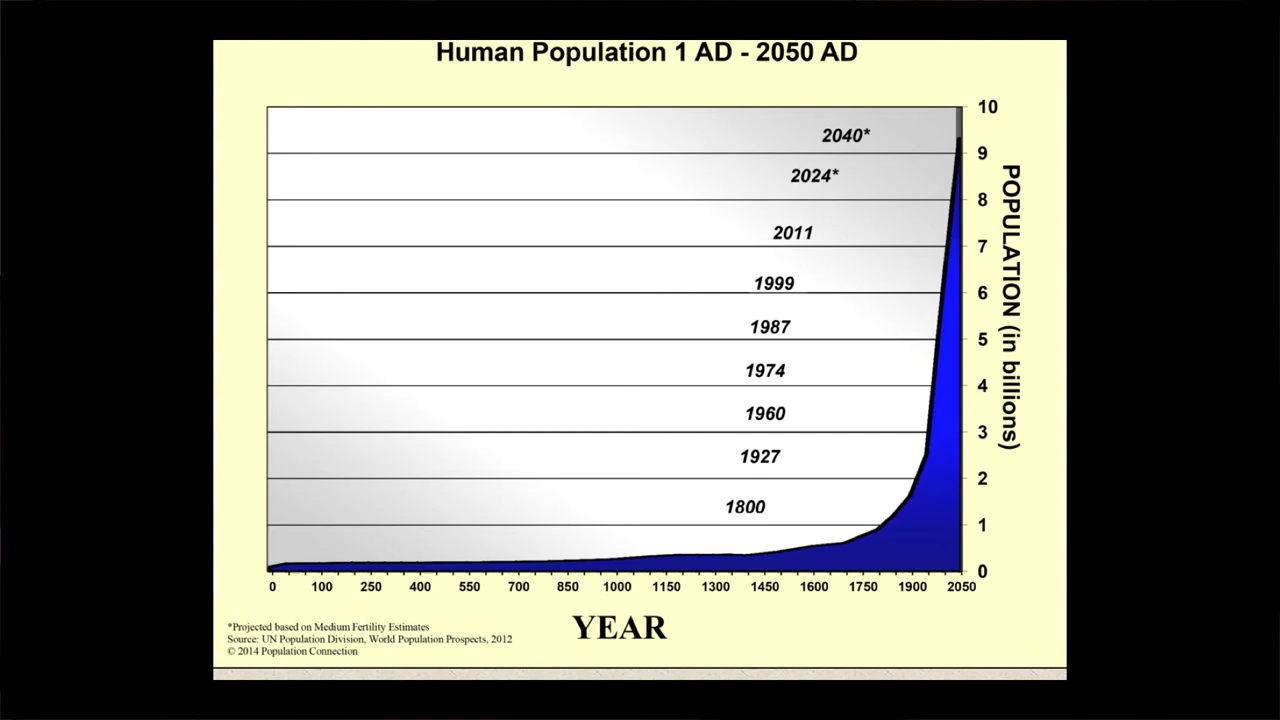 Human Population 1 AD - 2050 AD
10
2040*
9
2024*
8
2011
7
1999
6
1987
5
1974
4
1960
3
1927
2
1800
1
0
POPULATION (in billions)
0 100 250 400 550 700 850 1000 1150 1300 1450 1600 1750 1900 2050
YEAR
*Projected based on Medium Fertility Estimates
Source: UN Population Division, World Population Prospects, 2012
© 2014 Population Connection